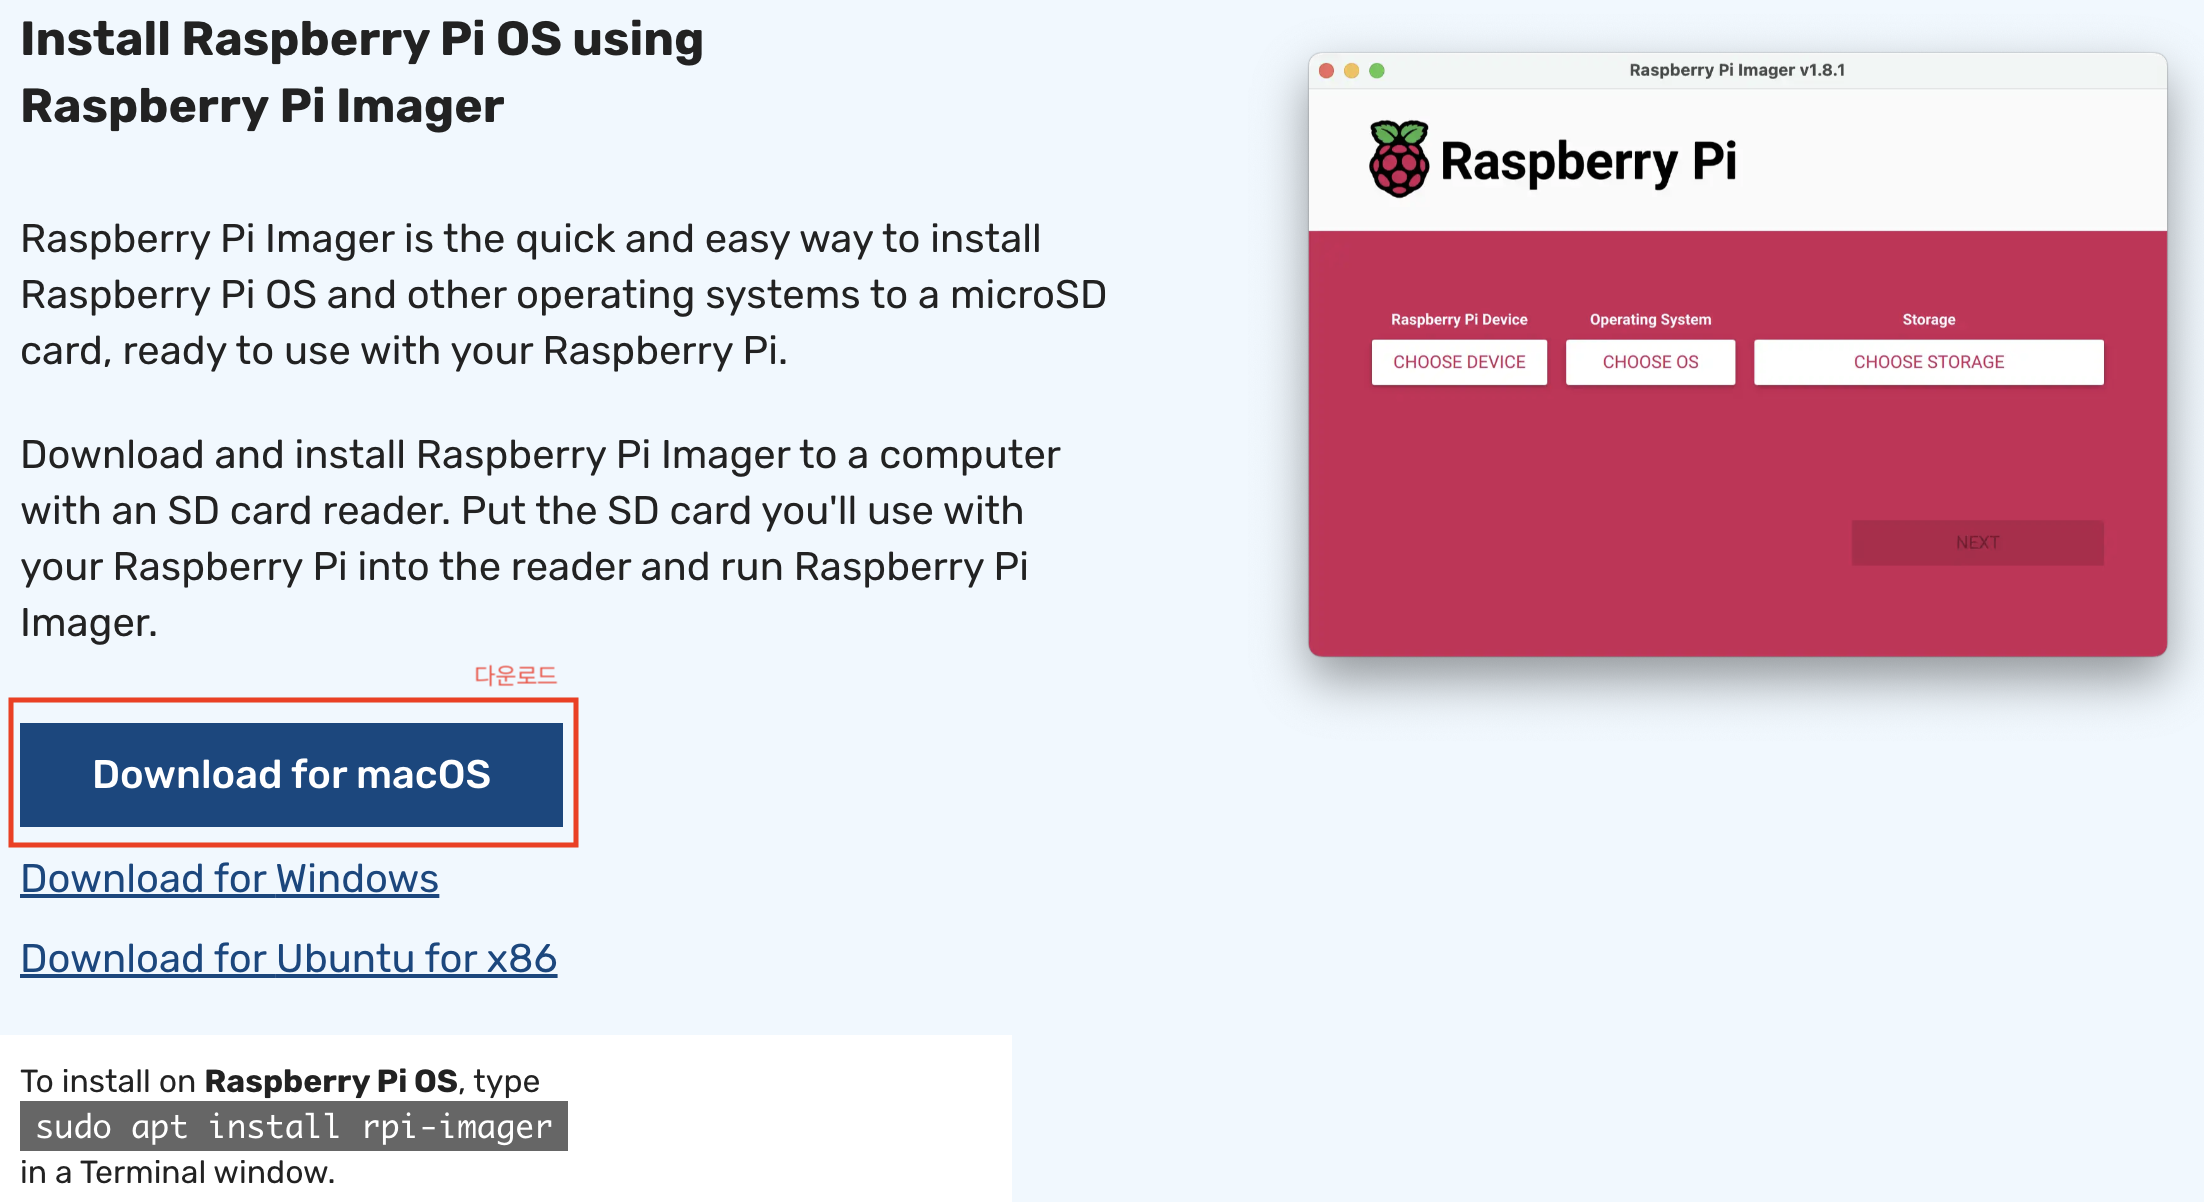 Install Raspberry Pi OS using
Raspberry Pi Imager
Raspberry Pi Imager is the quick and easy way to install
Raspberry Pi OS and other operating systems to a microSD
card, ready to use with your Raspberry Pi.
Download and install Raspberry Pi Imager to a computer
with an SD card reader. Put the SD card you'll use with
your Raspberry Pi into the reader and run Raspberry Pi
Imager.
다운로드
Download for macOS
Download for Windows
Download for Ubuntu for x86
To install on Raspberry Pi OS, type
sudo apt install rpi-imager
in a Terminal window.
Raspberry Pi Imager v1.8.1
Raspberry Pi
Raspberry Pi Device
Operating System
Storage
CHOOSE DEVICE
CHOOSE OS
CHOOSE STORAGE
NEXT